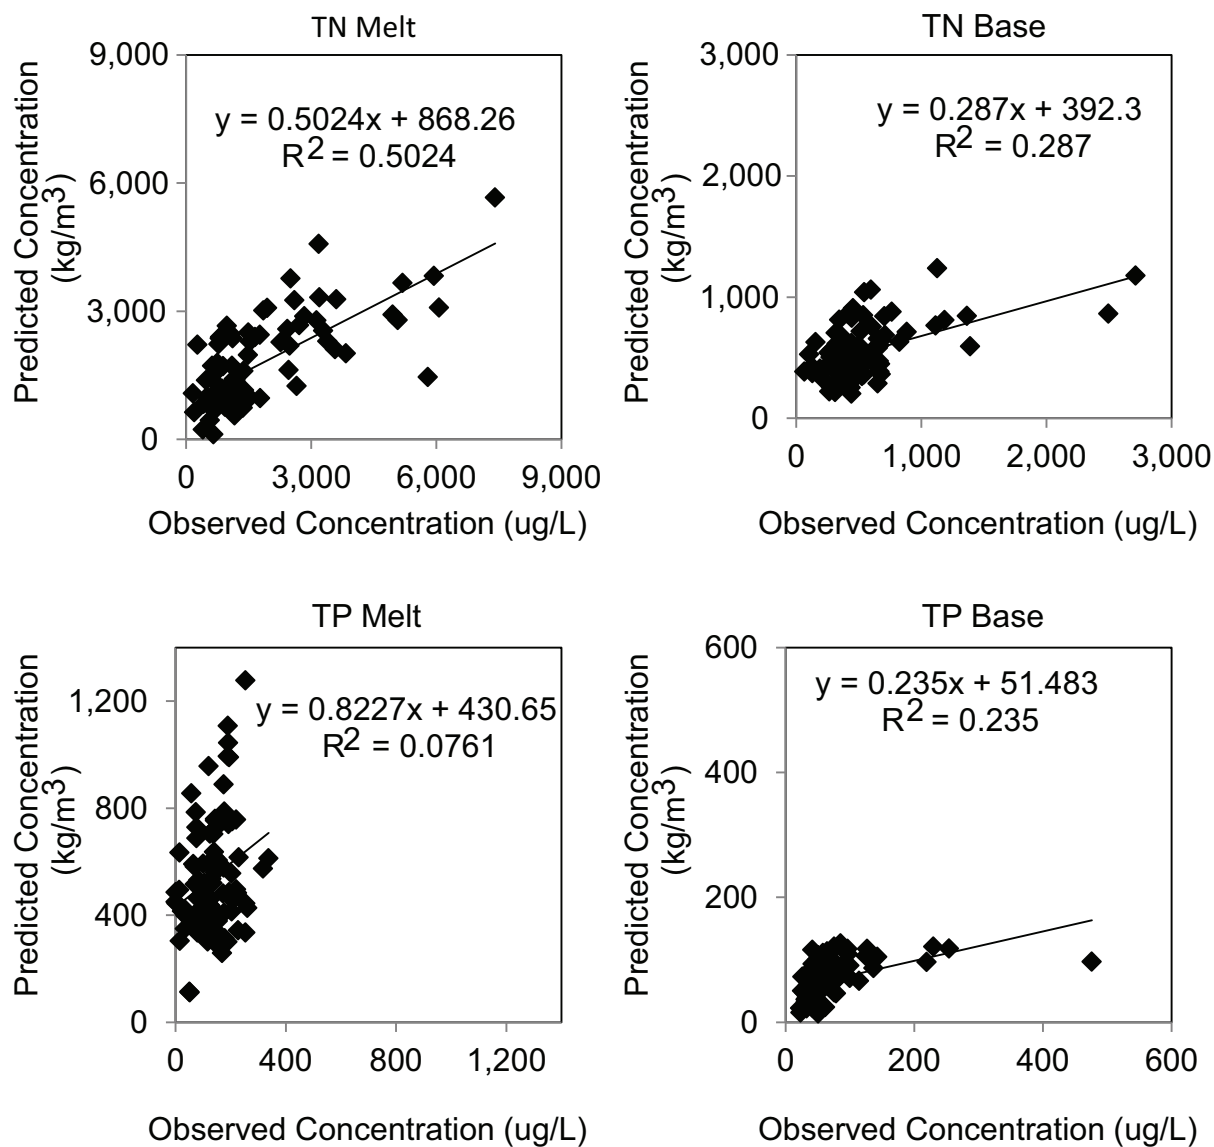 TN Melt
9,000
6,000
3,000
0
Predicted Concentration
(kg/m³)
y = 0.5024x + 868.26
R² = 0.5024
0 3,000 6,000 9,000
Observed Concentration (ug/L)
TN Base
3,000
2,000
1,000
0
Predicted Concentration
(kg/m³)
y = 0.287x + 392.3
R² = 0.287
0 1,000 2,000 3,000
Observed Concentration (ug/L)
TP Melt
1,200
800
400
0
Predicted Concentration
(kg/m³)
y = 0.8227x + 430.65
R² = 0.0761
0 400 1,200
Observed Concentration (ug/L)
TP Base
600
400
200
0
Predicted Concentration
(kg/m³)
y = 0.235x + 51.483
R² = 0.235
0 200 400 600
Observed Concentration (ug/L)